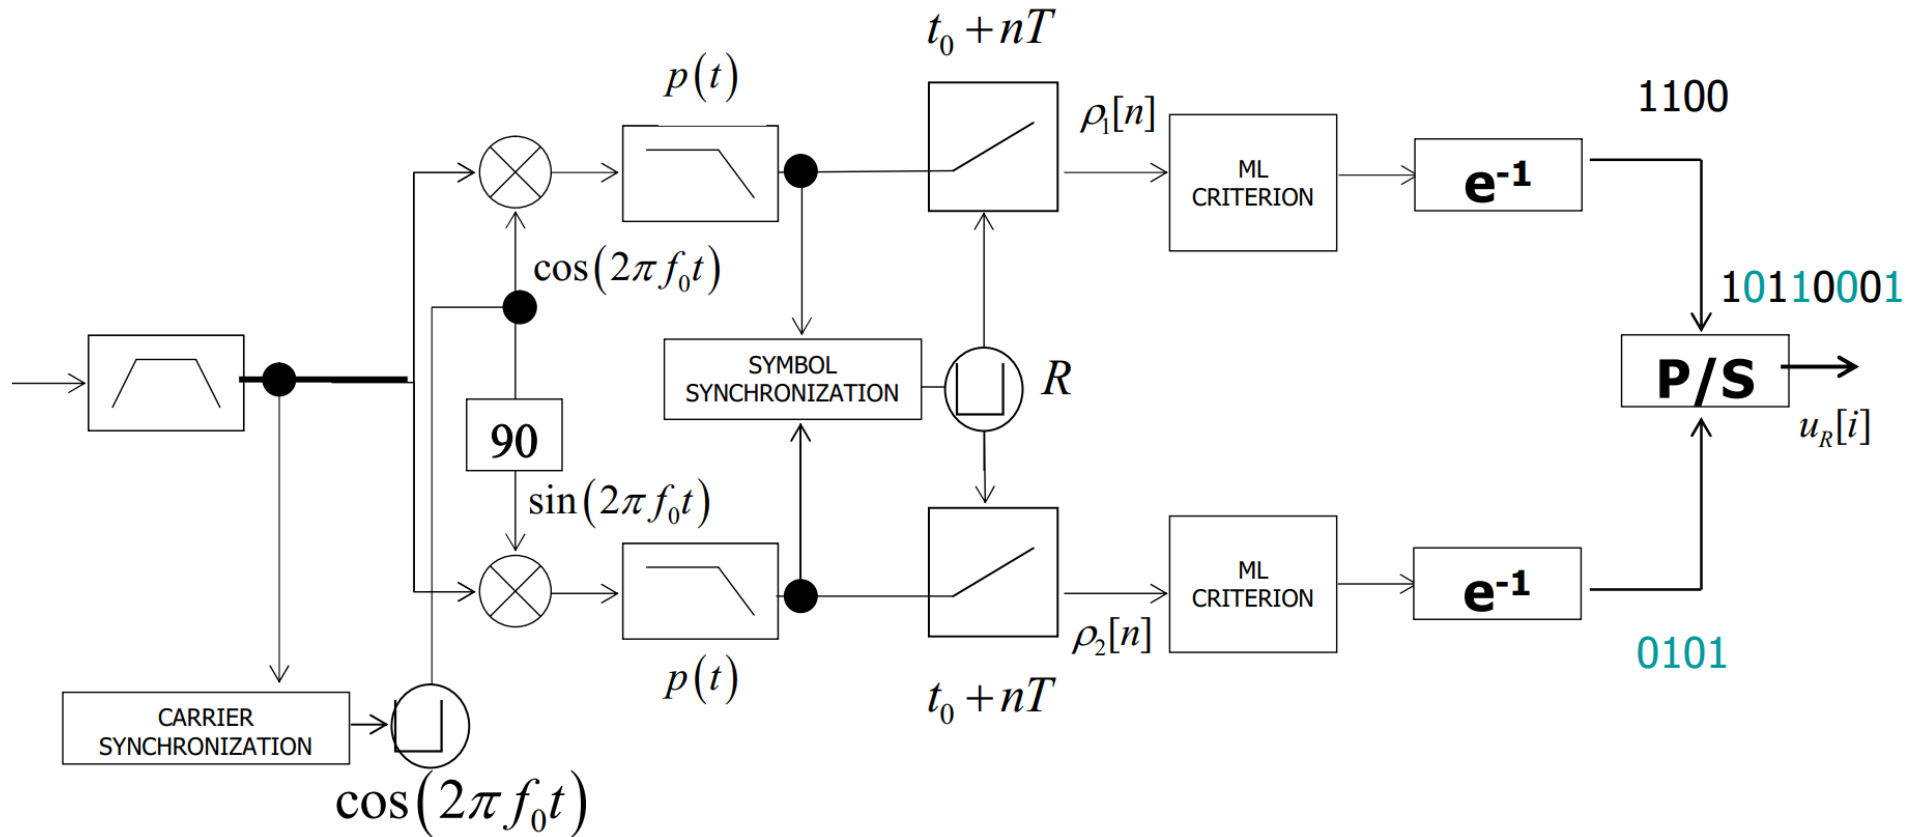 t₀ + nT
p(t)
ρ₁[n]
1100
ML
CRITERION
e⁻¹
cos(2πf₀t)
10110001
SYMBOL
SYNCHRONIZATION
R
P/S
90
u_R[i]
sin(2πf₀t)
ML
CRITERION
e⁻¹
ρ₂[n]
0101
p(t)
t₀ + nT
CARRIER
SYNCHRONIZATION
cos(2πf₀t)